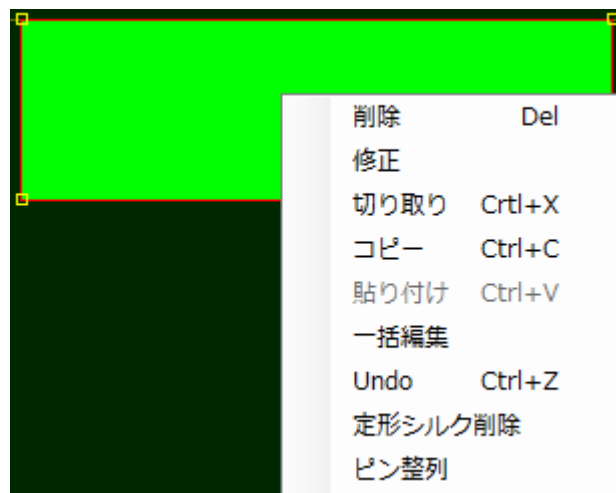 削除 Del
修正
切り取り Crtl+X
コピー Ctrl+C
貼り付け Ctrl+V
一括編集
Undo Ctrl+Z
定形シルク削除
ピン整列